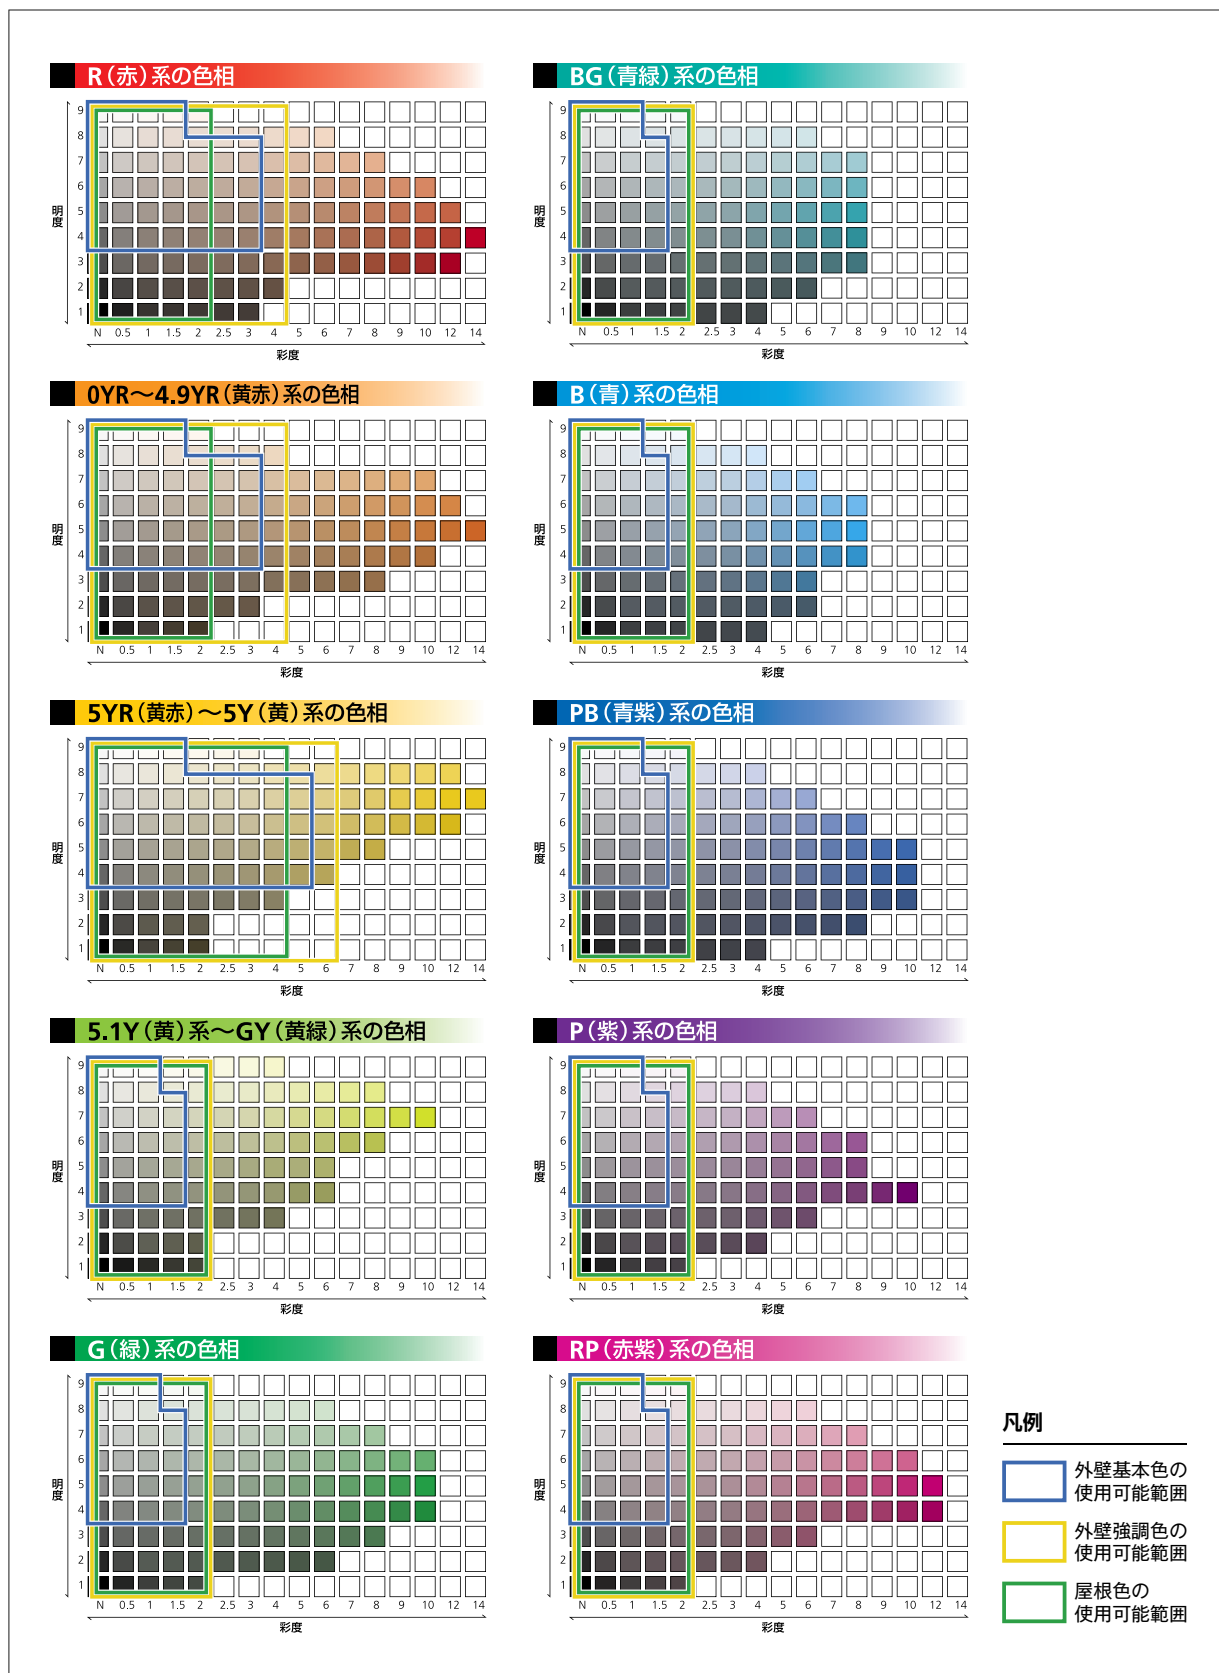 R（赤）系の色相
9
8
7
6
5
4
3
2
1
明度
N 0.5 1 1.5 2 2.5 3 4 5 6 7 8 9 10 12 14
彩度
0YR～4.9YR（黄赤）系の色相
9
8
7
6
5
4
3
2
1
明度
N 0.5 1 1.5 2 2.5 3 4 5 6 7 8 9 10 12 14
彩度
5YR（黄赤）～5Y（黄）系の色相
9
8
7
6
5
4
3
2
1
明度
N 0.5 1 1.5 2 2.5 3 4 5 6 7 8 9 10 12 14
彩度
5.1Y（黄）系～GY（黄緑）系の色相
9
8
7
6
5
4
3
2
1
明度
N 0.5 1 1.5 2 2.5 3 4 5 6 7 8 9 10 12 14
彩度
G（緑）系の色相
9
8
7
6
5
4
3
2
1
明度
N 0.5 1 1.5 2 2.5 3 4 5 6 7 8 9 10 12 14
彩度
BG（青緑）系の色相
9
8
7
6
5
4
3
2
1
明度
N 0.5 1 1.5 2 2.5 3 4 5 6 7 8 9 10 12 14
彩度
B（青）系の色相
9
8
7
6
5
4
3
2
1
明度
N 0.5 1 1.5 2 2.5 3 4 5 6 7 8 9 10 12 14
彩度
PB（青紫）系の色相
9
8
7
6
5
4
3
2
1
明度
N 0.5 1 1.5 2 2.5 3 4 5 6 7 8 9 10 12 14
彩度
P（紫）系の色相
9
8
7
6
5
4
3
2
1
明度
N 0.5 1 1.5 2 2.5 3 4 5 6 7 8 9 10 12 14
彩度
RP（赤紫）系の色相
9
8
7
6
5
4
3
2
1
明度
N 0.5 1 1.5 2 2.5 3 4 5 6 7 8 9 10 12 14
彩度
凡例
外壁基本色の
使用可能範囲
外壁強調色の
使用可能範囲
屋根色の
使用可能範囲